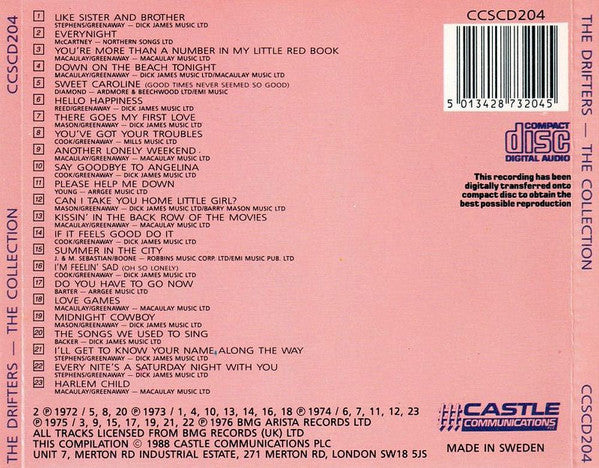 THE DRIFTERS — THE COLLECTION CCSCD204
1 LIKE SISTER AND BROTHER
STEPHENS/GREENAWAY – DICK JAMES MUSIC LTD
2 EVERYNIGHT
McCARTNEY – NORTHERN SONGS LTD
3 YOU'RE MORE THAN A NUMBER IN MY LITTLE RED BOOK
MACAULAY/GREENAWAY – MACAULAY MUSIC LTD
4 DOWN ON THE BEACH TONIGHT
MACAULAY/GREENAWAY – DICK JAMES MUSIC LTD/MACAULAY MUSIC LTD
5 SWEET CAROLINE (GOOD TIMES NEVER SEEMED SO GOOD)
DIAMOND – ARDMORE & BEECHWOOD LTD/EMI MUSIC
6 HELLO HAPPINESS
REED/GREENAWAY – MACAULAY MUSIC LTD
7 THERE GOES MY FIRST LOVE
MASON/GREENAWAY – DICK JAMES MUSIC LTD
8 YOU'VE GOT YOUR TROUBLES
COOK/GREENAWAY – MILLS MUSIC LTD
9 ANOTHER LONELY WEEKEND
MACAULAY/GREENAWAY – MACAULAY MUSIC LTD
10 SAY GOODBYE TO ANGELINA
COOK/GREENAWAY – DICK JAMES MUSIC LTD
11 PLEASE HELP ME DOWN
YOUNG – ARRGEE MUSIC LTD
12 CAN I TAKE YOU HOME LITTLE GIRL?
MASON/GREENAWAY – DICK JAMES MUSIC LTD/BARRY MASON MUSIC LTD
13 KISSIN' IN THE BACK ROW OF THE MOVIES
MACAULAY/GREENAWAY – MACAULAY MUSIC LTD
14 IF IT FEELS GOOD DO IT
COOK/GREENAWAY – DICK JAMES MUSIC LTD
15 SUMMER IN THE CITY
J. & M. SEBASTIAN/BOONE – ROBBINS MUSIC CORP. LTD/EMI MUSIC PUB. LTD
16 I'M FEELIN' SAD (OH SO LONELY)
COOK/GREENAWAY – DICK JAMES MUSIC LTD
17 DO YOU HAVE TO GO NOW
BARTER – ARRGEE MUSIC LTD
18 LOVE GAMES
MACAULAY/GREENAWAY – MACAULAY MUSIC LTD
19 MIDNIGHT COWBOY
MASON/GREENAWAY – DICK JAMES MUSIC LTD
20 THE SONGS WE USED TO SING
BACKER – DICK JAMES MUSIC LTD
21 I'LL GET TO KNOW YOUR NAME ALONG THE WAY
STEPHENS/GREENAWAY – DICK JAMES MUSIC LTD
22 EVERY NITE'S A SATURDAY NIGHT WITH YOU
STEPHENS/GREENAWAY – DICK JAMES MUSIC LTD
23 HARLEM CHILD
MACAULAY/GREENAWAY – MACAULAY MUSIC LTD
2 ℗ 1972 / 5, 8, 20 ℗ 1973 / 1, 4, 10, 13, 14, 16, 18 ℗ 1974 / 6, 7, 11, 12, 23
℗ 1975 / 3, 9, 15, 17, 19, 21, 22 ℗ 1976 BMG ARISTA RECORDS LTD
ALL TRACKS LICENSED FROM BMG RECORDS (UK) LTD
THIS COMPILATION © 1988 CASTLE COMMUNICATIONS PLC
UNIT 7, MERTON RD INDUSTRIAL ESTATE, 271 MERTON RD, LONDON SW18 5JS
CCSCD204
5 013428 732045
COMPACT
disc
DIGITAL AUDIO
This recording has been
digitally transferred onto
compact disc to obtain the
best possible reproduction
CASTLE
COMMUNICATIONS
MADE IN SWEDEN
THE DRIFTERS — THE COLLECTION CCSCD204